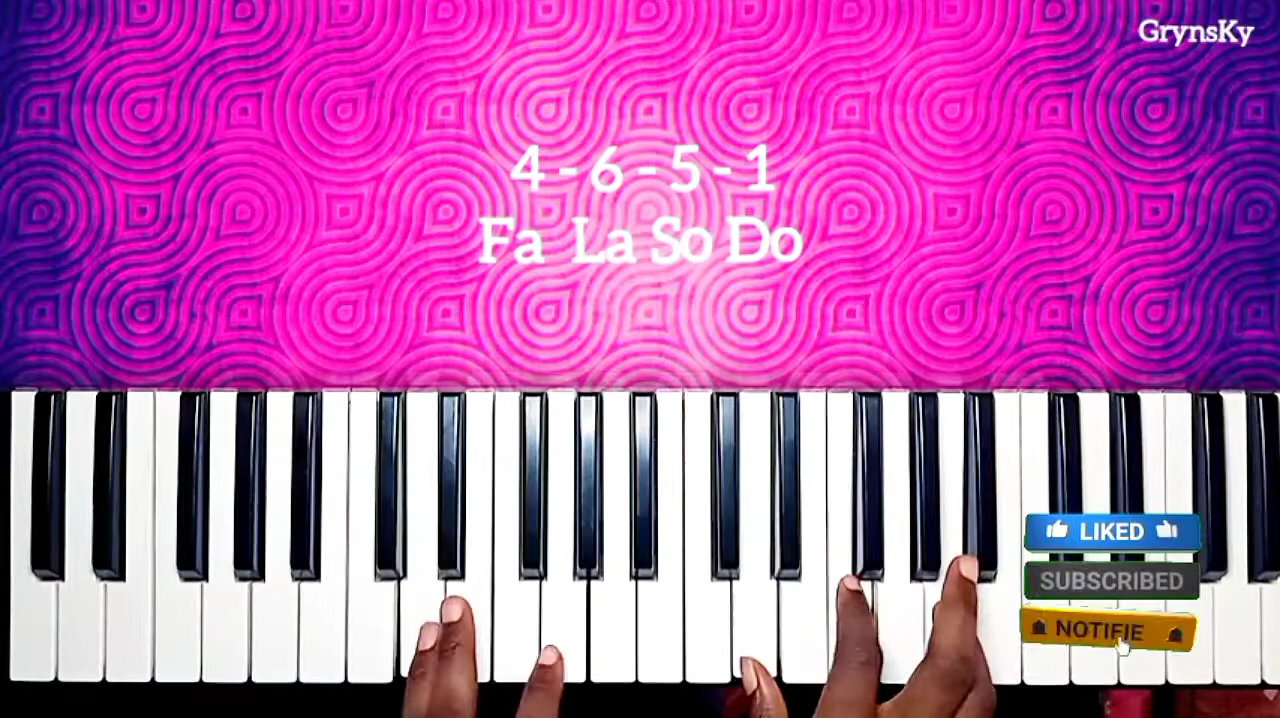 GrynsKy
4 - 6 - 5 - 1
Fa La So Do
LIKED
SUBSCRIBED
NOTIFIE